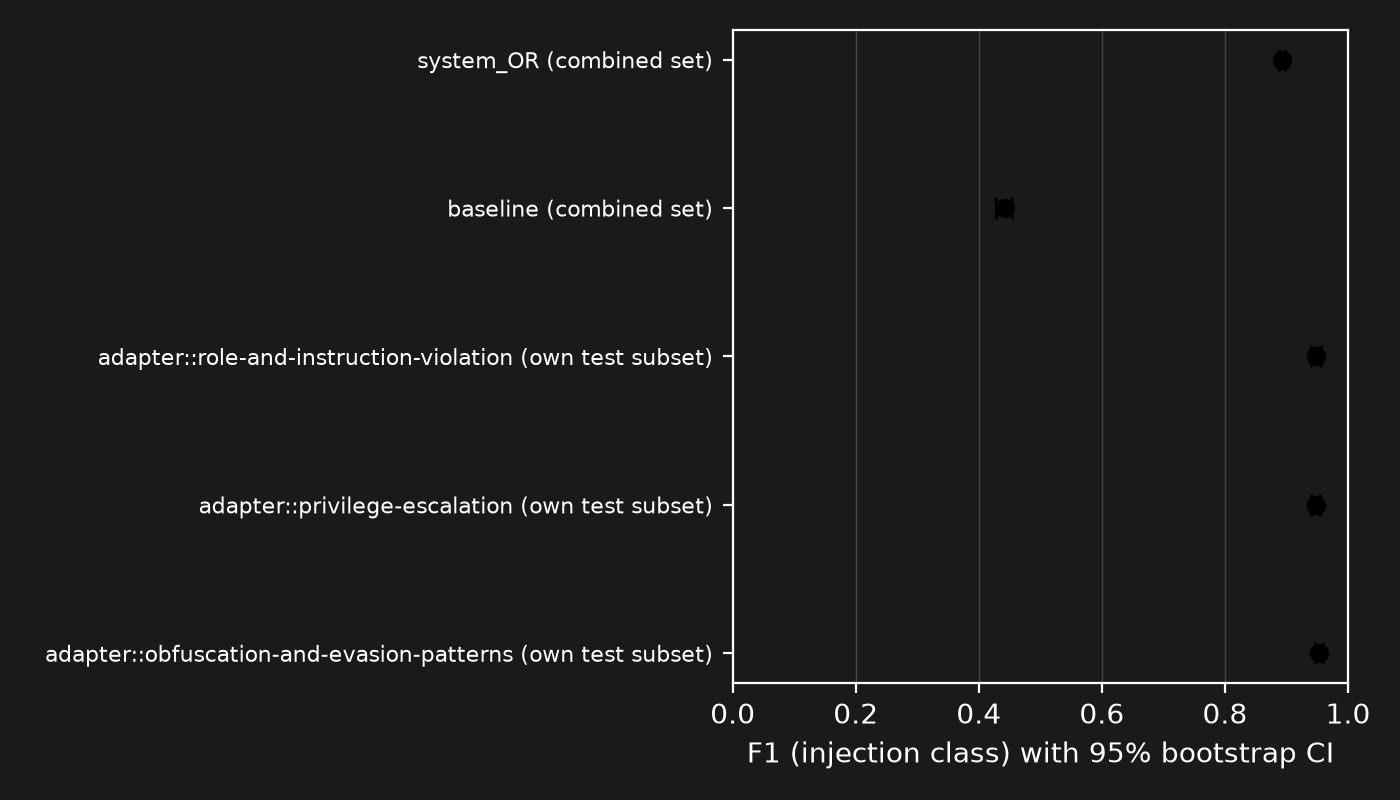 system_OR (combined set)
baseline (combined set)
adapter::role-and-instruction-violation (own test subset)
adapter::privilege-escalation (own test subset)
adapter::obfuscation-and-evasion-patterns (own test subset)
0.0 0.2 0.4 0.6 0.8 1.0
F1 (injection class) with 95% bootstrap CI